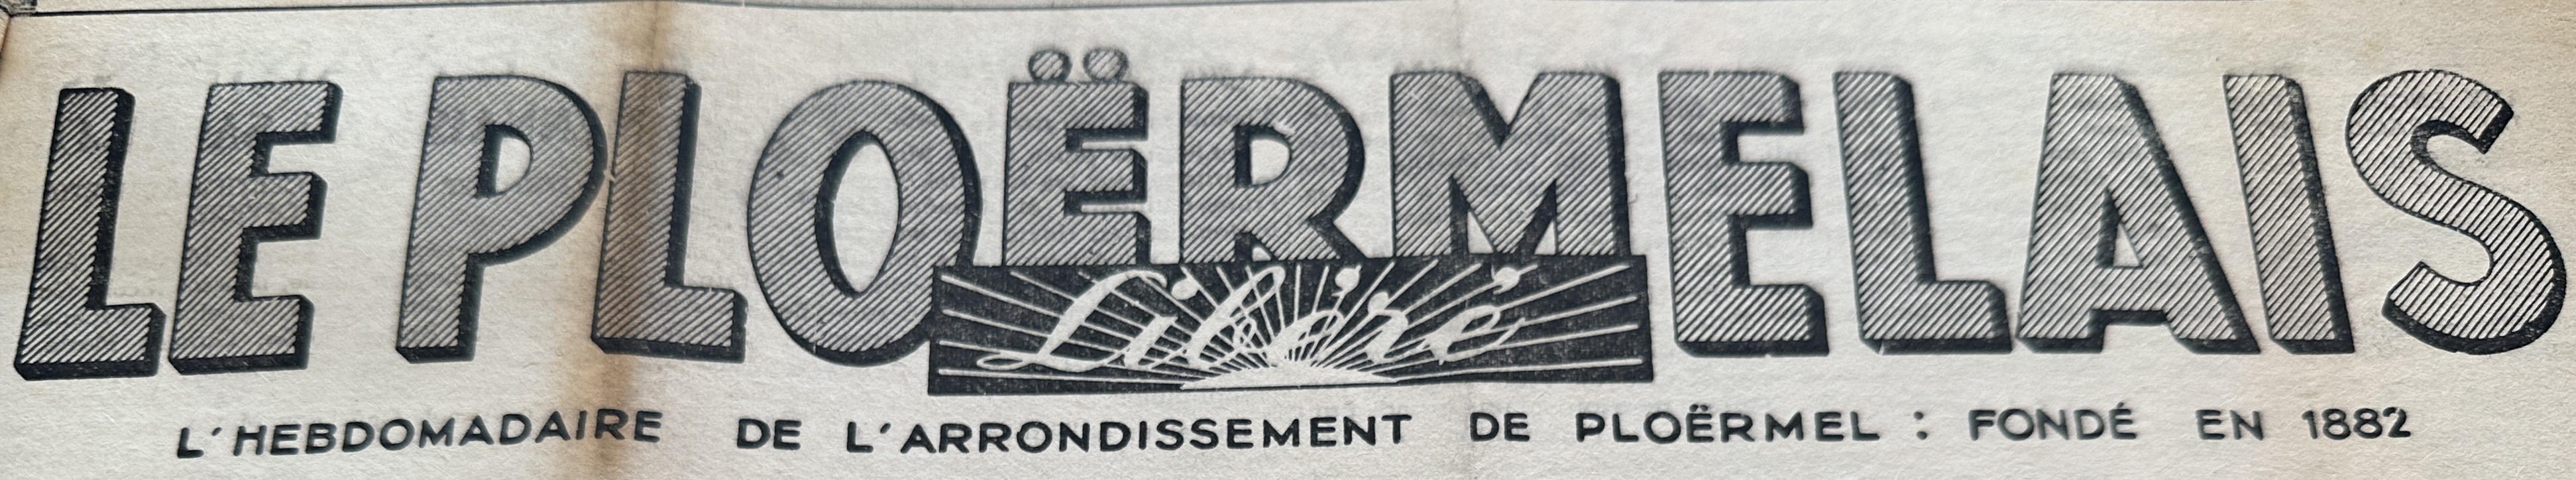 LE PLOËRMELAIS
Libéré
L'HEBDOMADAIRE DE L'ARRONDISSEMENT DE PLOËRMEL : FONDÉ EN 1882